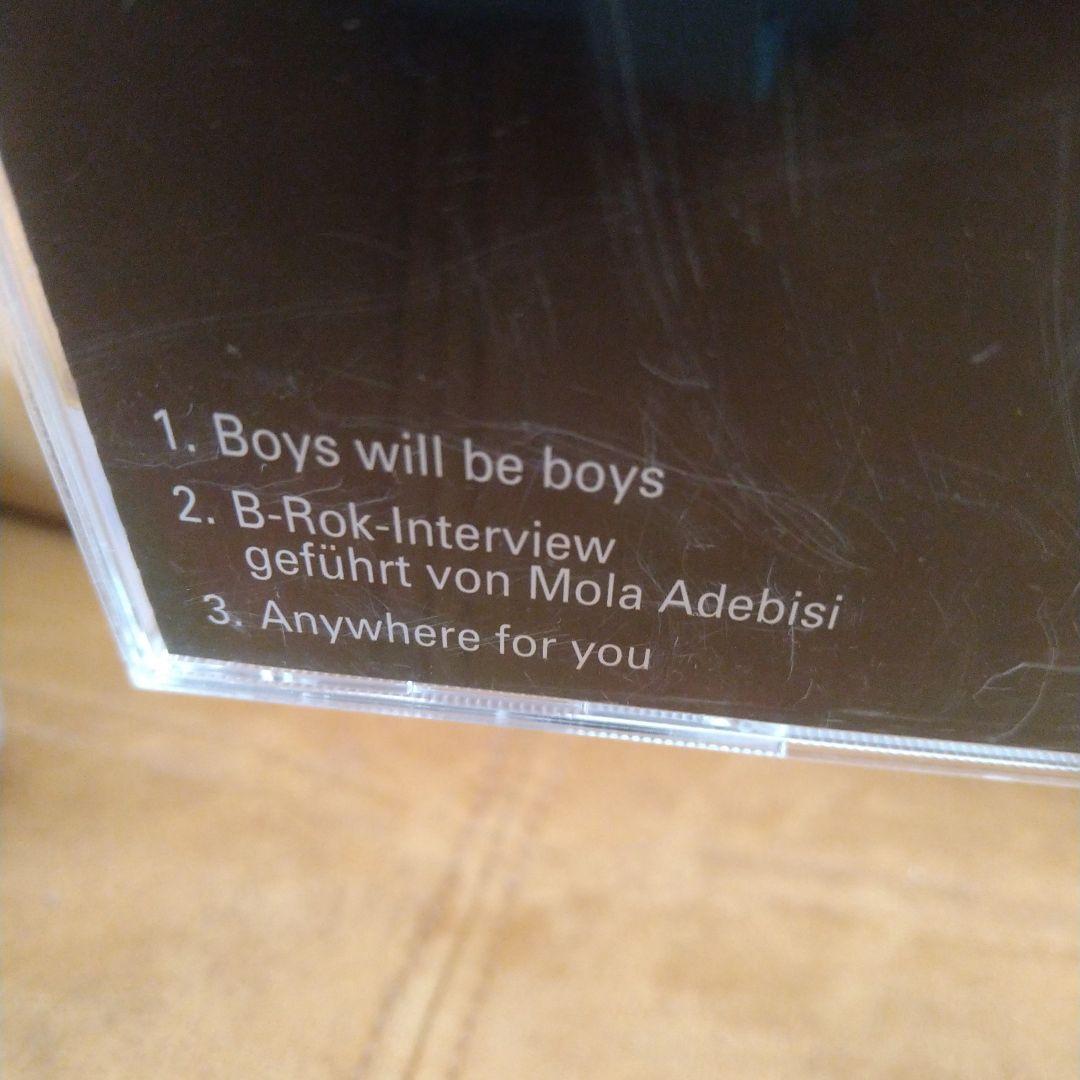 1. Boys will be boys
2. B-Rok-Interview
geführt von Mola Adebisi
3. Anywhere for you